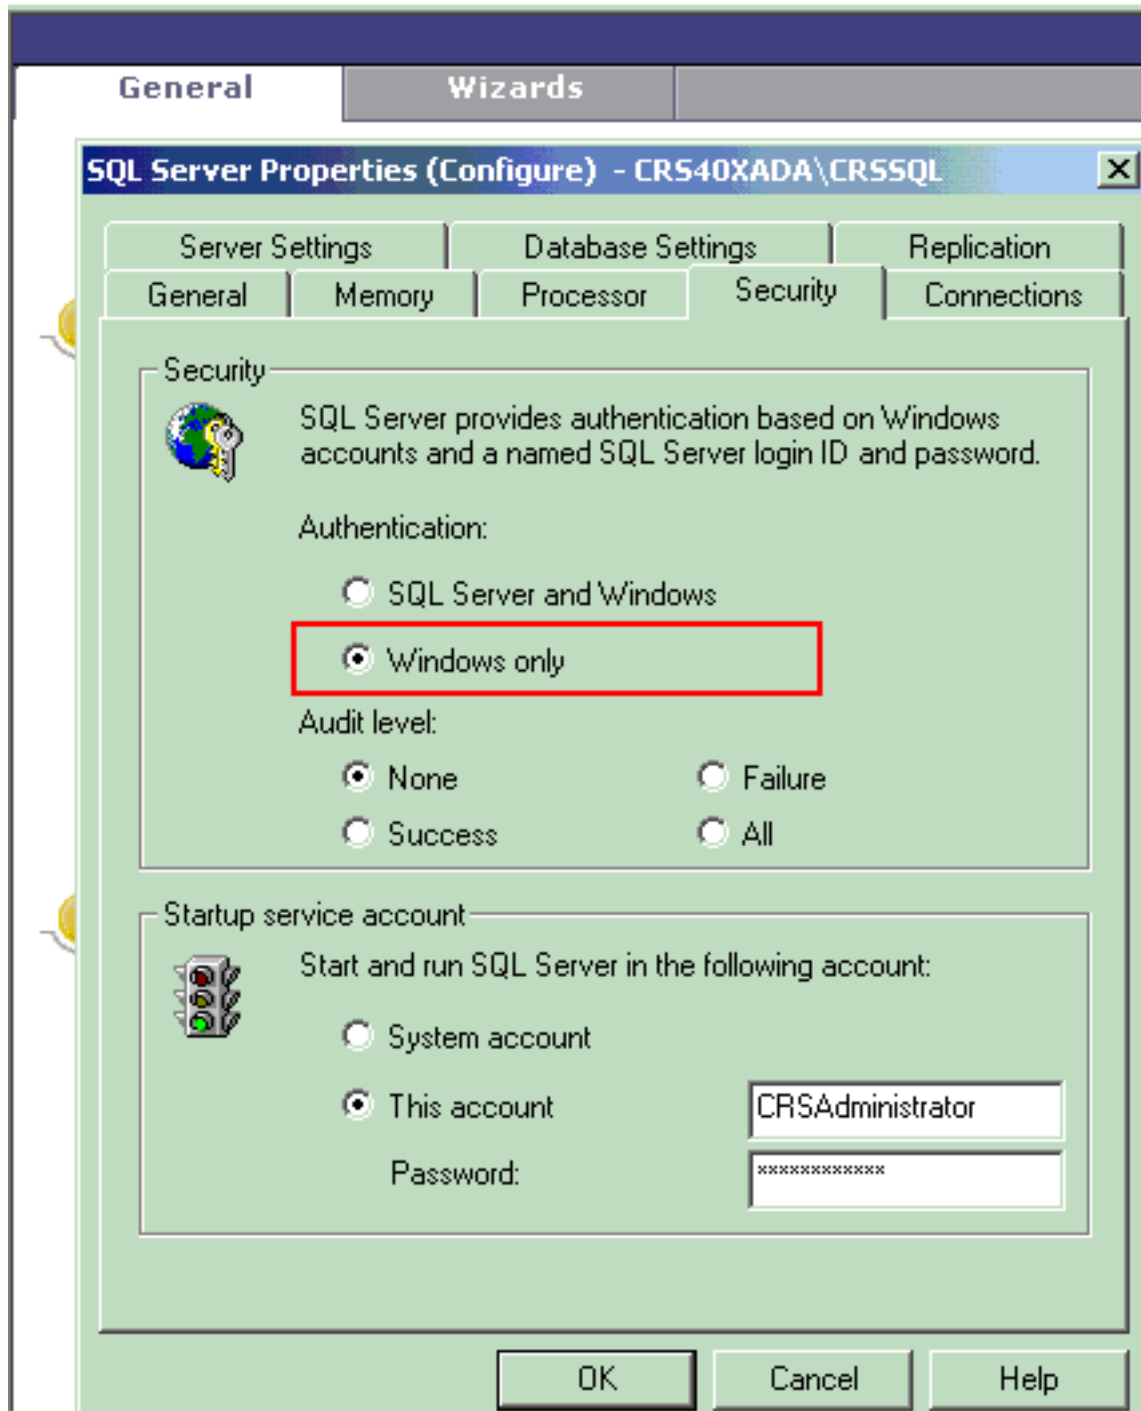 General Wizards
SQL Server Properties (Configure) - CRS40XADA\CRSSQL
Server Settings Database Settings Replication
General Memory Processor Security Connections
Security
SQL Server provides authentication based on Windows
accounts and a named SQL Server login ID and password.
Authentication:
SQL Server and Windows
Windows only
Audit level:
None Failure
Success All
Startup service account
Start and run SQL Server in the following account:
System account
This account CRSAdministrator
Password: ************
OK Cancel Help